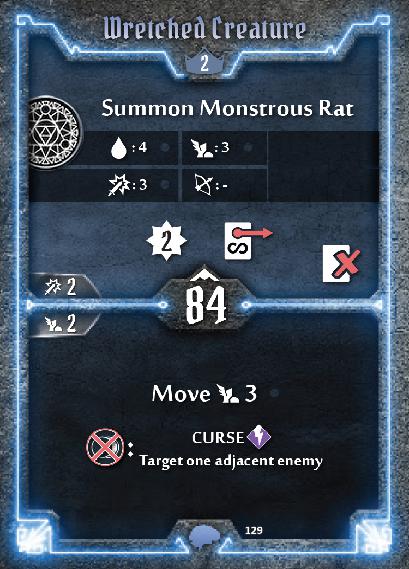 Wretched Creature
2
Summon Monstrous Rat
: 4 : 3
: 3 : -
2
2
84
2
Move 3
: CURSE
Target one adjacent enemy
129